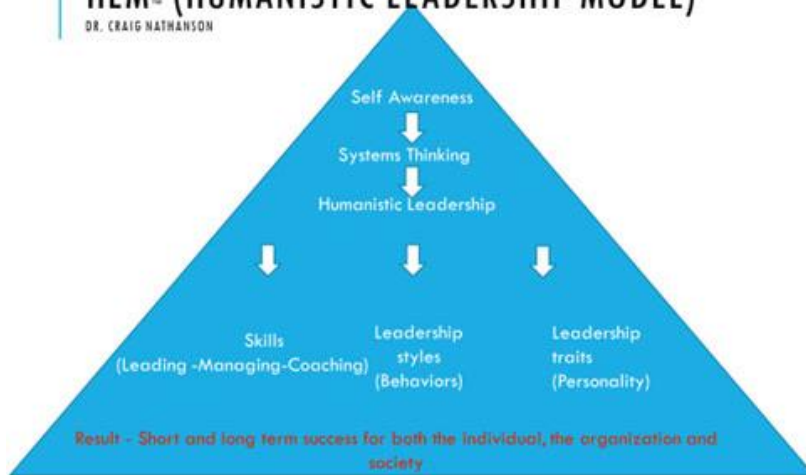 HLM™ (HUMANISTIC LEADERSHIP MODEL)
DR. CRAIG NATHANSON
Self Awareness
Systems Thinking
Humanistic Leadership
Skills
(Leading -Managing-Coaching)
Leadership
styles
(Behaviors)
Leadership
traits
(Personality)
Result - Short and long term success for both the individual, the organization and
society